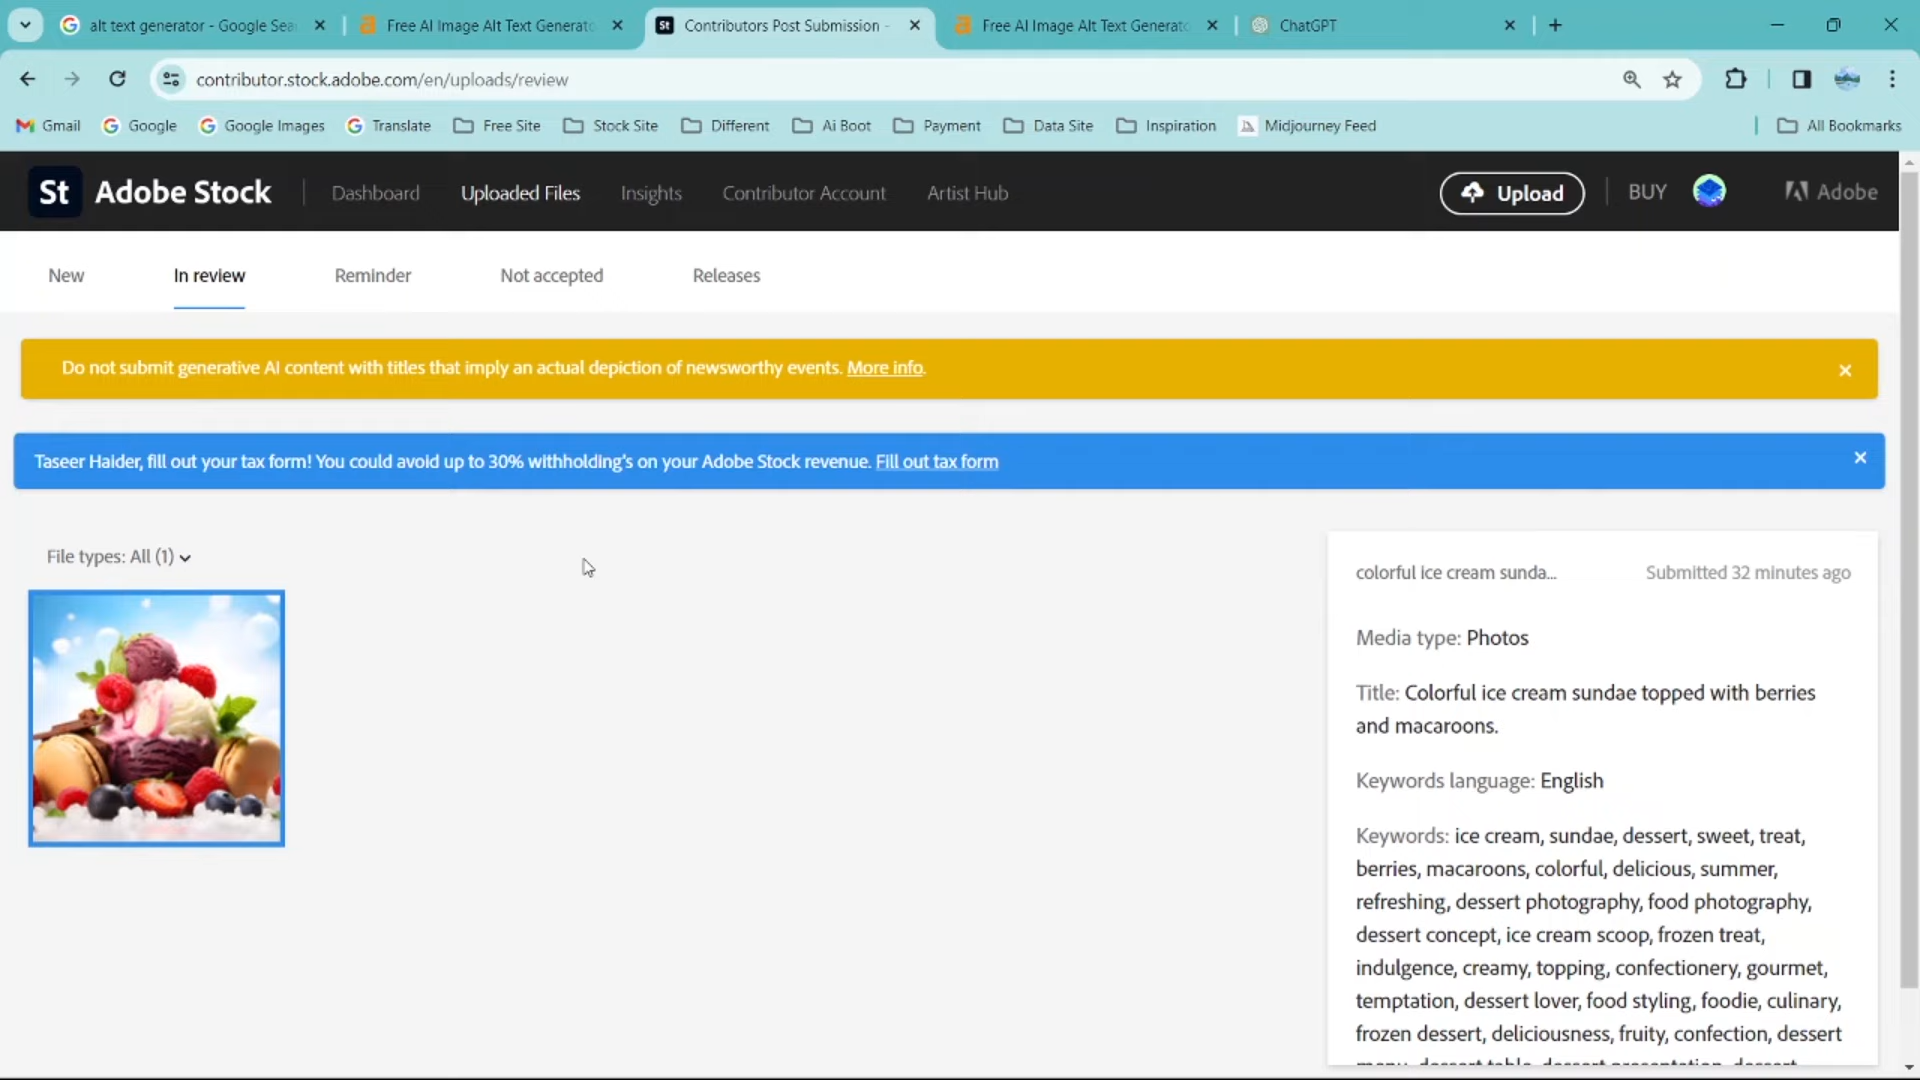 alt text generator - Google Sea
Free AI Image Alt Text Generato
St Contributors Post Submission -
Free AI Image Alt Text Generato
ChatGPT
contributor.stock.adobe.com/en/uploads/review
Gmail Google Google Images Translate Free Site Stock Site Different Ai Boot Payment Data Site Inspiration Midjourney Feed All Bookmarks
St Adobe Stock Dashboard Uploaded Files Insights Contributor Account Artist Hub Upload BUY Adobe
New In review Reminder Not accepted Releases
Do not submit generative AI content with titles that imply an actual depiction of newsworthy events. More info.
Taseer Haider, fill out your tax form! You could avoid up to 30% withholding's on your Adobe Stock revenue. Fill out tax form
File types: All (1)
colorful ice cream sunda... Submitted 32 minutes ago
Media type: Photos
Title: Colorful ice cream sundae topped with berries
and macaroons.
Keywords language: English
Keywords: ice cream, sundae, dessert, sweet, treat,
berries, macaroons, colorful, delicious, summer,
refreshing, dessert photography, food photography,
dessert concept, ice cream scoop, frozen treat,
indulgence, creamy, topping, confectionery, gourmet,
temptation, dessert lover, food styling, foodie, culinary,
frozen dessert, deliciousness, fruity, confection, dessert